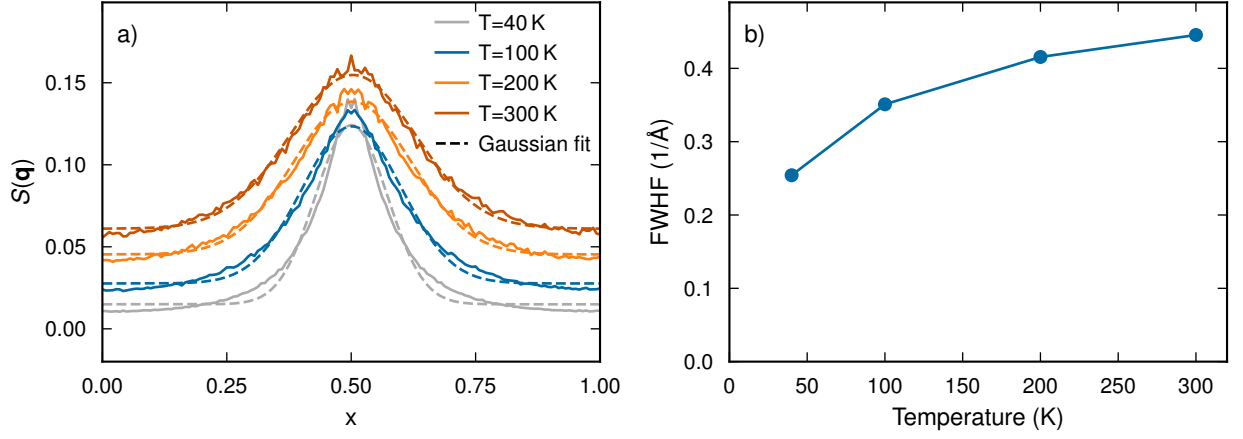 a)
T=40 K
T=100 K
T=200 K
T=300 K
Gaussian fit
S(q)
0.15
0.10
0.05
0.00
0.00 0.25 0.50 0.75 1.00
x
b)
FWHF (1/Å)
0.4
0.3
0.2
0.1
0.0
0 50 100 150 200 250 300
Temperature (K)